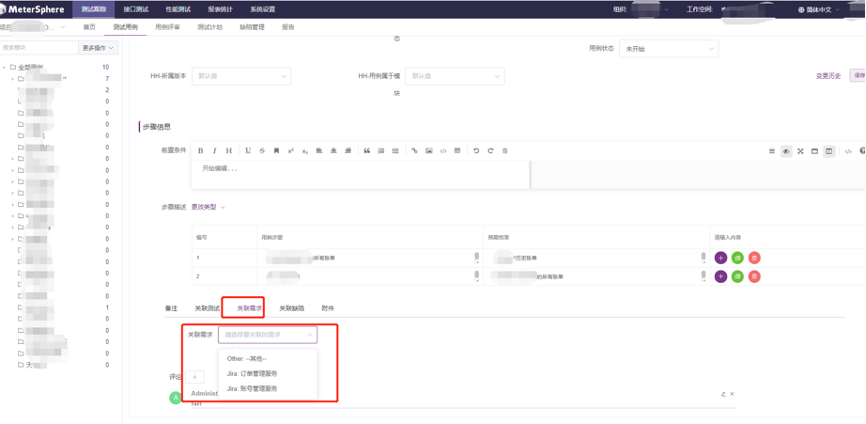 MeterSphere 测试跟踪 接口测试 性能测试 报表统计 系统设置 组织: 工作空间: 简体中文
项目 首页 测试用例 用例评审 测试计划 缺陷管理 报告
搜索模块 更多操作
态 用例状态 未开始
全部用例 10
7
HH-所属版本 默认值 HH-用例属子模 默认值 变更历史 保存
块
2
0
0
0
0
步骤信息
0
前置条件 B I H U
0
开始编辑...
0
0
0
步骤描述 更改类型
0
0
0
编号 用例步骤 预期结果 请输入内容
0
1 所有账单 历史账单
0
2 的所有账单
0
0
0
备注 关联测试 关联需求 关联缺陷 附件
1
0
关联需求 请选择要关联的需求
0
0
Other: --其他--
0
天 0
Jira: 订单管理服务
评论 +
Jira: 账号管理服务
A Administ